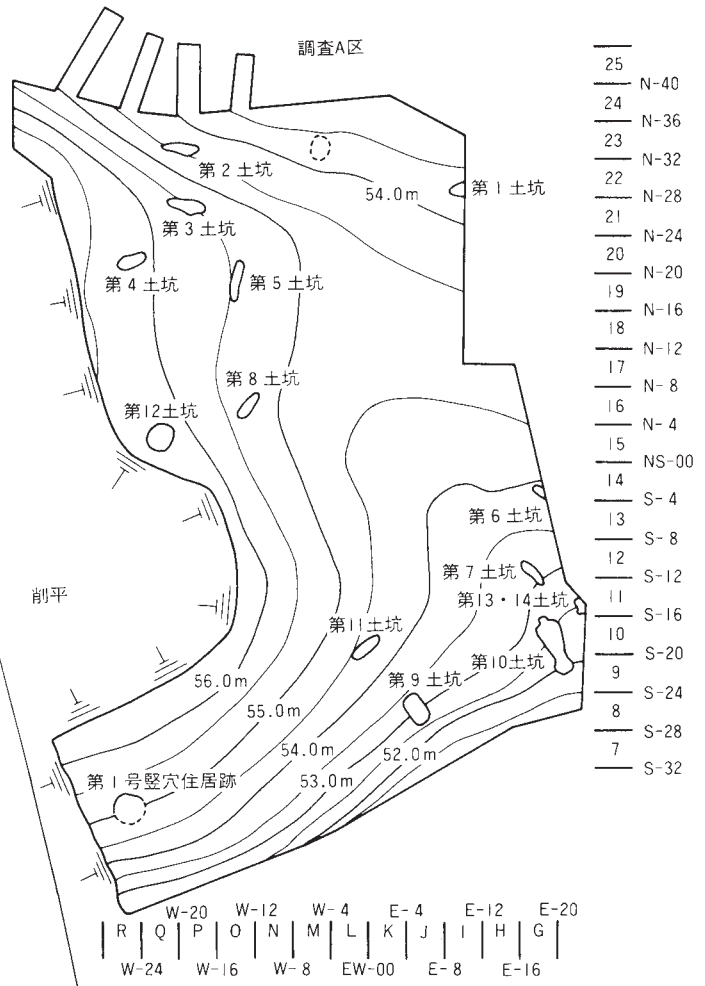 調査A区
25
N-40
24
N-36
23
N-32
第2土坑
22
第1土坑
54.0m
N-28
第3土坑
21
N-24
20
第4土坑
第5土坑
N-20
19
N-16
18
N-12
17
第8土坑
N-8
16
第12土坑
N-4
15
NS-00
14
S-4
第6土坑
13
S-8
12
第7土坑
S-12
削平
第13・14土坑
11
S-16
第11土坑
10
S-20
第10土坑
9
第9土坑
56.0m
S-24
55.0m
8
S-28
54.0m
52.0m
7
S-32
第1号竪穴住居跡
53.0m
W-20 W-12 W-4 E-4 E-12 E-20
R Q P O N M L K J I H G
W-24 W-16 W-8 EW-00 E-8 E-16